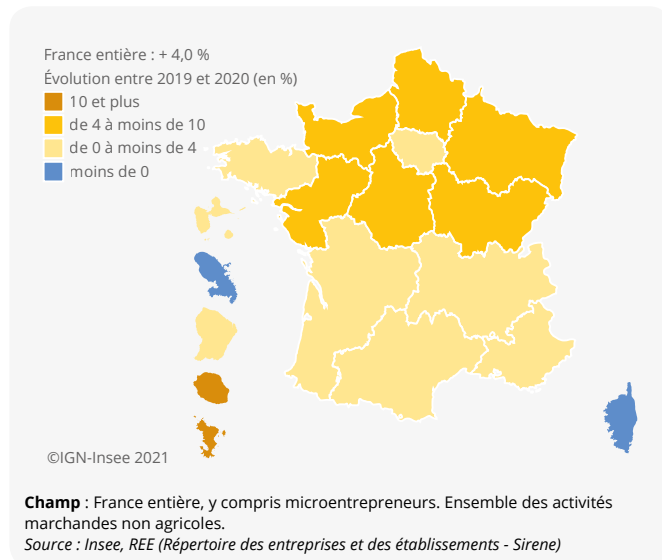 France entière : + 4,0 %
Évolution entre 2019 et 2020 (en %)
10 et plus
de 4 à moins de 10
de 0 à moins de 4
moins de 0
©IGN-Insee 2021
Champ : France entière, y compris microentrepreneurs. Ensemble des activités
marchandes non agricoles.
Source : Insee, REE (Répertoire des entreprises et des établissements - Sirene)